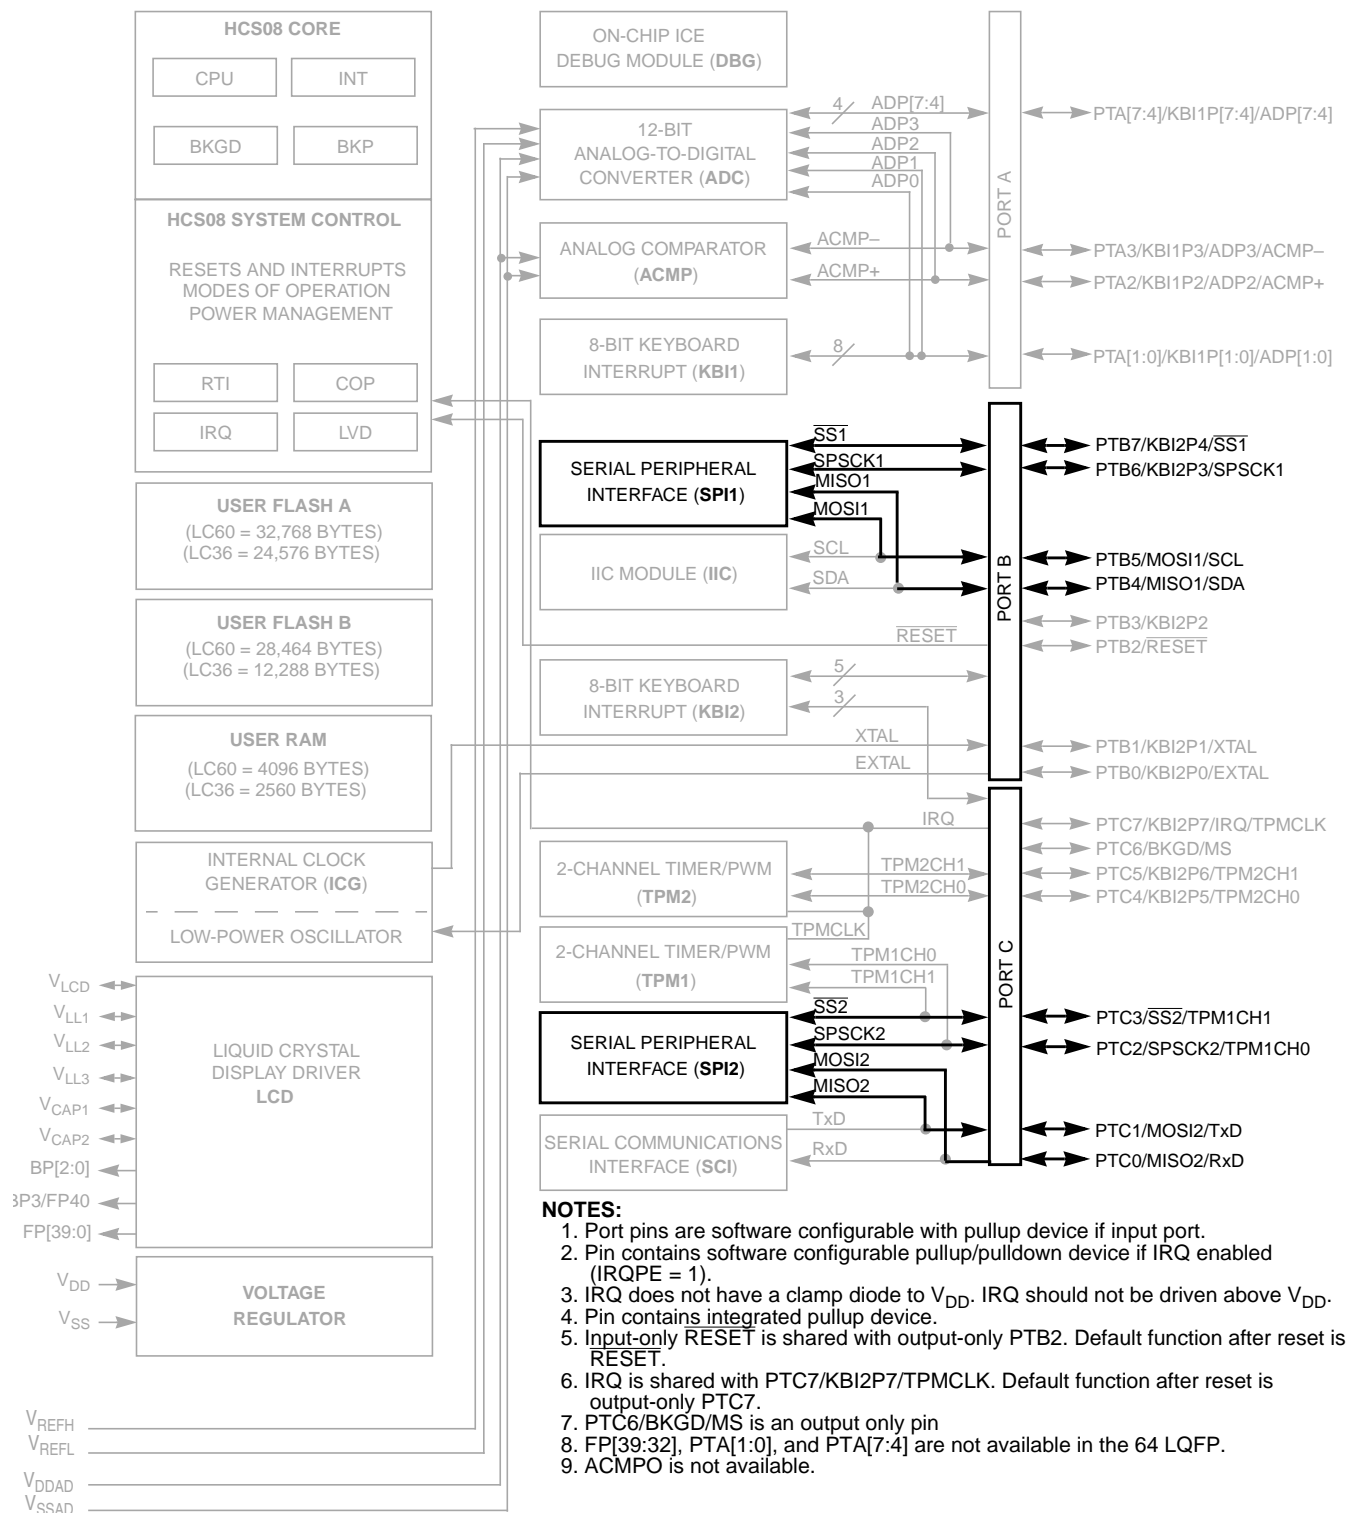 HCS08 CORE
CPU
INT
BKGD
BKP
HCS08 SYSTEM CONTROL
RESETS AND INTERRUPTS
MODES OF OPERATION
POWER MANAGEMENT
RTI
COP
IRQ
LVD
USER FLASH A
(LC60 = 32,768 BYTES)
(LC36 = 24,576 BYTES)
USER FLASH B
(LC60 = 28,464 BYTES)
(LC36 = 12,288 BYTES)
USER RAM
(LC60 = 4096 BYTES)
(LC36 = 2560 BYTES)
INTERNAL CLOCK
GENERATOR (ICG)
LOW-POWER OSCILLATOR
VLCD
VLL1
VLL2
VLL3
VCAP1
VCAP2
BP[2:0]
BP3/FP40
FP[39:0]
LIQUID CRYSTAL
DISPLAY DRIVER
LCD
VDD
VSS
VOLTAGE
REGULATOR
VREFH
VREFL
VDDAD
VSSAD
ON-CHIP ICE
DEBUG MODULE (DBG)
12-BIT
ANALOG-TO-DIGITAL
CONVERTER (ADC)
4
ADP[7:4]
ADP3
ADP2
ADP1
ADP0
ANALOG COMPARATOR
(ACMP)
ACMP–
ACMP+
8-BIT KEYBOARD
INTERRUPT (KBI1)
8
PORT A
PTA[7:4]/KBI1P[7:4]/ADP[7:4]
PTA3/KBI1P3/ADP3/ACMP–
PTA2/KBI1P2/ADP2/ACMP+
PTA[1:0]/KBI1P[1:0]/ADP[1:0]
SERIAL PERIPHERAL
INTERFACE (SPI1)
SS1
SPSCK1
MISO1
MOSI1
IIC MODULE (IIC)
SCL
SDA
RESET
8-BIT KEYBOARD
INTERRUPT (KBI2)
5
3
XTAL
EXTAL
PORT B
PTB7/KBI2P4/SS1
PTB6/KBI2P3/SPSCK1
PTB5/MOSI1/SCL
PTB4/MISO1/SDA
PTB3/KBI2P2
PTB2/RESET
PTB1/KBI2P1/XTAL
PTB0/KBI2P0/EXTAL
IRQ
2-CHANNEL TIMER/PWM
(TPM2)
TPM2CH1
TPM2CH0
TPMCLK
2-CHANNEL TIMER/PWM
(TPM1)
TPM1CH0
TPM1CH1
SERIAL PERIPHERAL
INTERFACE (SPI2)
SS2
SPSCK2
MOSI2
MISO2
SERIAL COMMUNICATIONS
INTERFACE (SCI)
TxD
RxD
PORT C
PTC7/KBI2P7/IRQ/TPMCLK
PTC6/BKGD/MS
PTC5/KBI2P6/TPM2CH1
PTC4/KBI2P5/TPM2CH0
PTC3/SS2/TPM1CH1
PTC2/SPSCK2/TPM1CH0
PTC1/MOSI2/TxD
PTC0/MISO2/RxD
NOTES:
1. Port pins are software configurable with pullup device if input port.
2. Pin contains software configurable pullup/pulldown device if IRQ enabled
(IRQPE = 1).
3. IRQ does not have a clamp diode to VDD. IRQ should not be driven above VDD.
4. Pin contains integrated pullup device.
5. Input-only RESET is shared with output-only PTB2. Default function after reset is
RESET.
6. IRQ is shared with PTC7/KBI2P7/TPMCLK. Default function after reset is
output-only PTC7.
7. PTC6/BKGD/MS is an output only pin
8. FP[39:32], PTA[1:0], and PTA[7:4] are not available in the 64 LQFP.
9. ACMPO is not available.